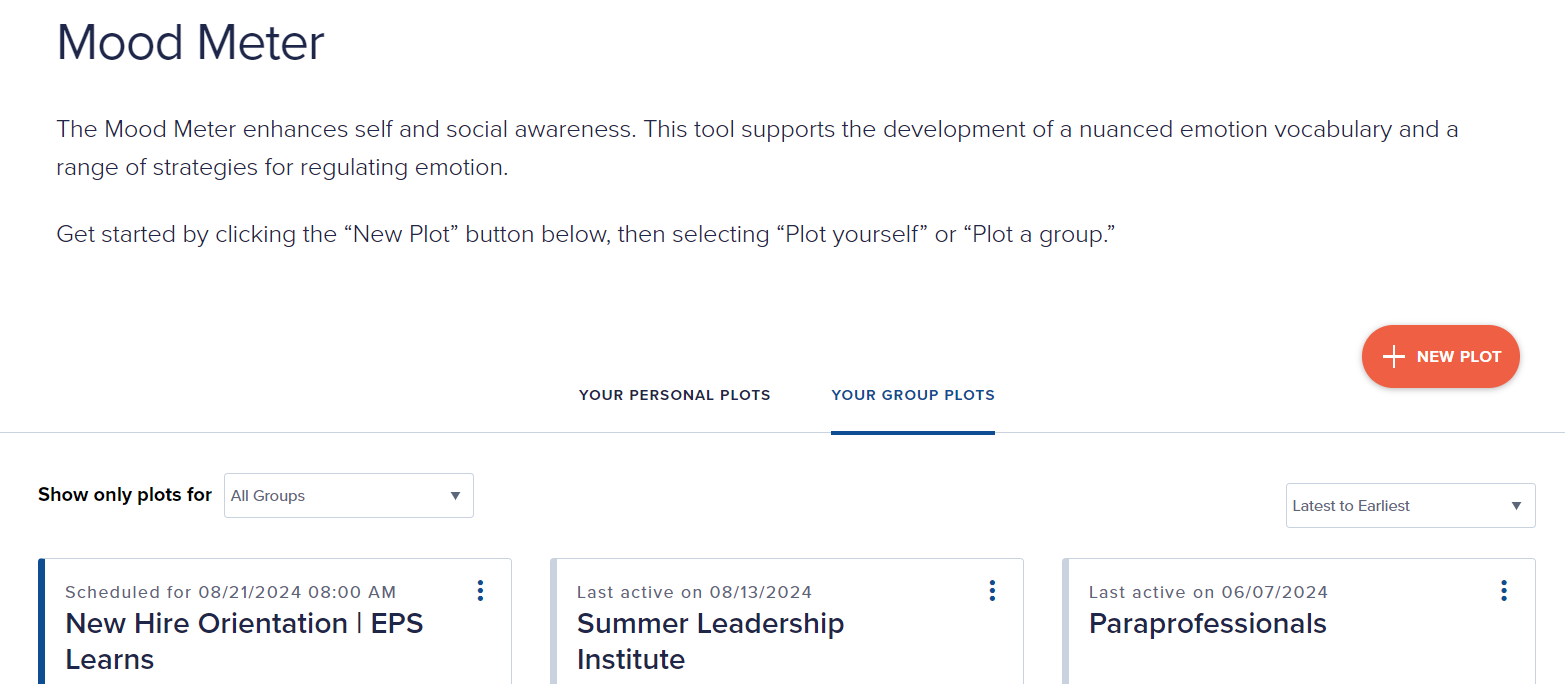 Mood Meter
The Mood Meter enhances self and social awareness. This tool supports the development of a nuanced emotion vocabulary and a
range of strategies for regulating emotion.
Get started by clicking the “New Plot” button below, then selecting “Plot yourself” or “Plot a group.”
NEW PLOT
YOUR PERSONAL PLOTS
YOUR GROUP PLOTS
Show only plots for
All Groups
Latest to Earliest
Scheduled for 08/21/2024 08:00 AM
New Hire Orientation | EPS
Learns
Last active on 08/13/2024
Summer Leadership
Institute
Last active on 06/07/2024
Paraprofessionals